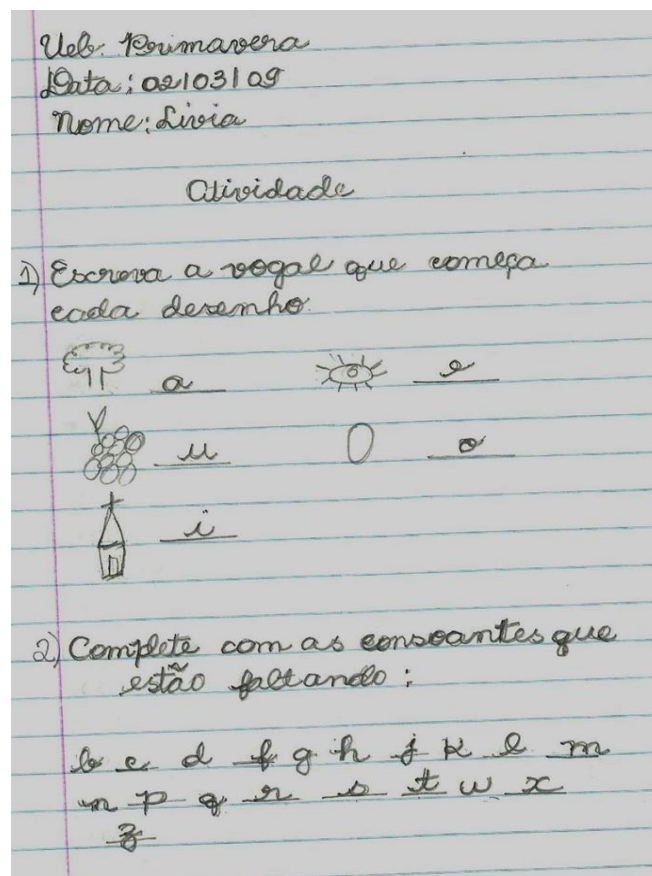 Ueb. Primavera
Data: 02/03/09
Nome: Livia
Atividade
1) Escreva a vogal que começa
cada desenho.
a e
u o
i
2) Complete com as consoantes que
estão faltando:
b c d f g h j k l m
n p q r s t w x
z